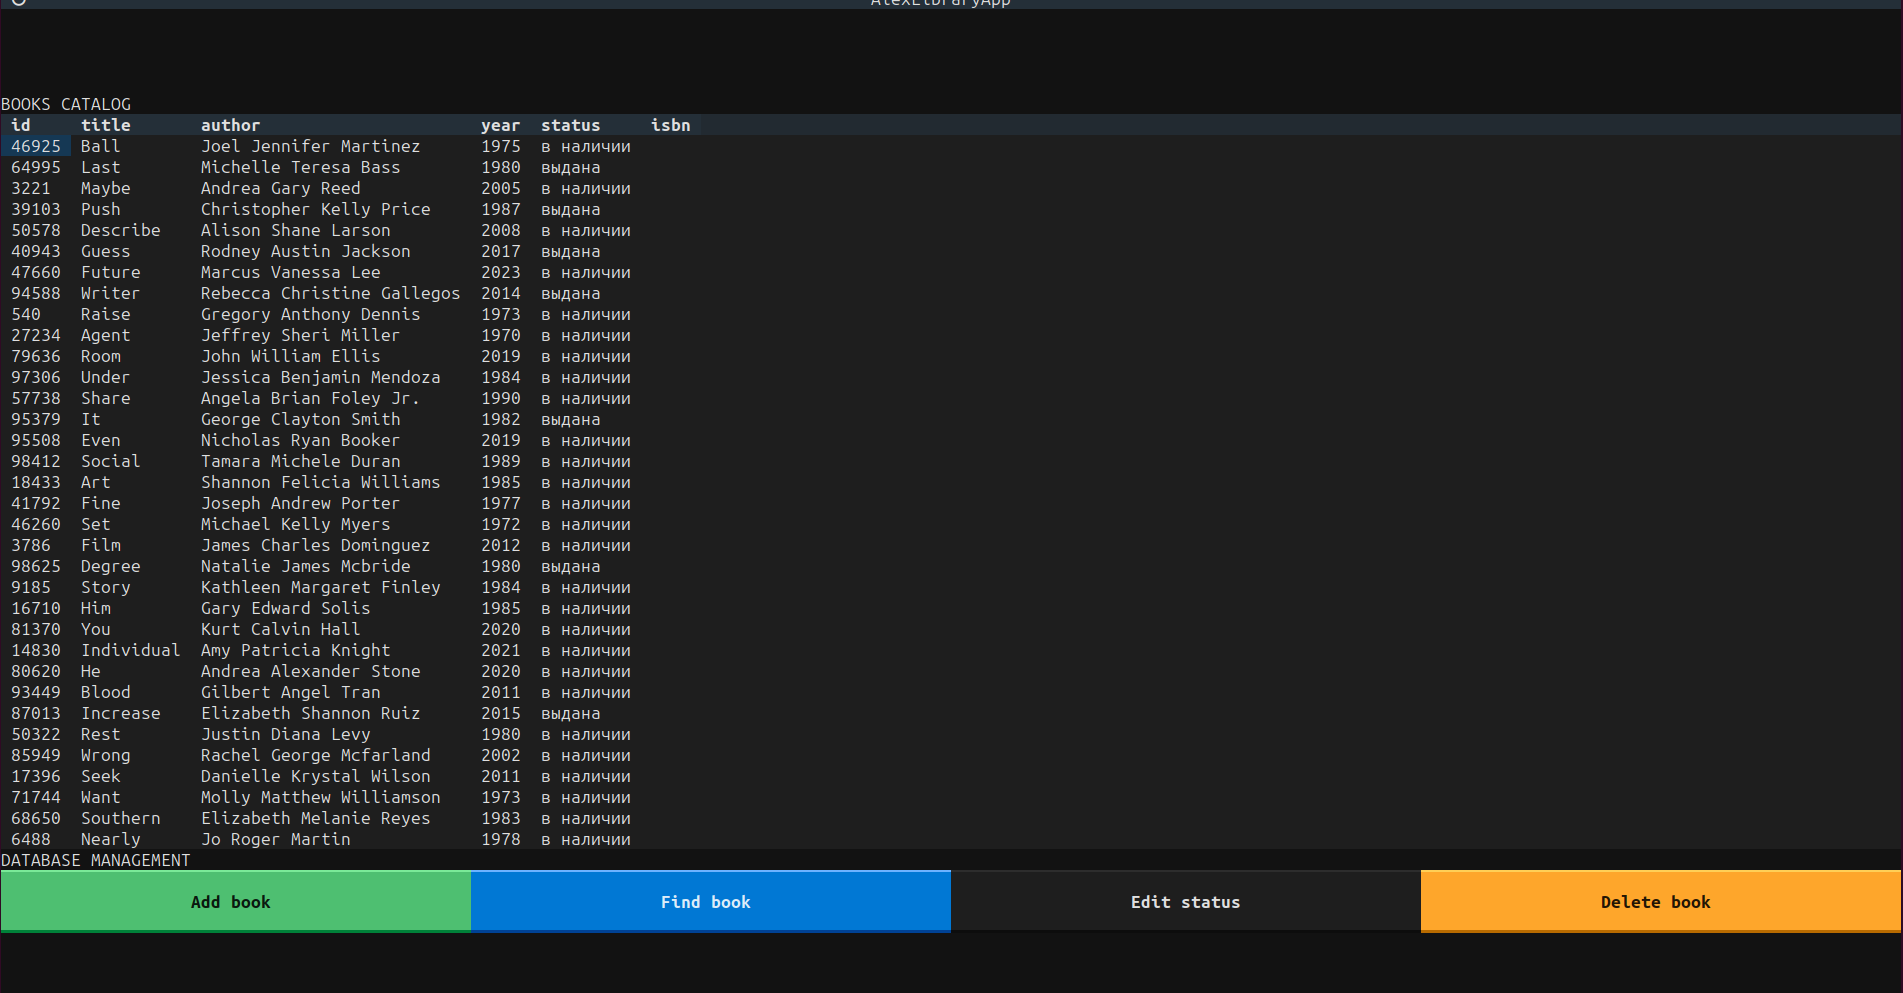 AlexLibraryApp
BOOKS CATALOG
id title author year status isbn
46925 Ball Joel Jennifer Martinez 1975 в наличии
64995 Last Michelle Teresa Bass 1980 выдана
3221 Maybe Andrea Gary Reed 2005 в наличии
39103 Push Christopher Kelly Price 1987 выдана
50578 Describe Alison Shane Larson 2008 в наличии
40943 Guess Rodney Austin Jackson 2017 выдана
47660 Future Marcus Vanessa Lee 2023 в наличии
94588 Writer Rebecca Christine Gallegos 2014 выдана
540 Raise Gregory Anthony Dennis 1973 в наличии
27234 Agent Jeffrey Sheri Miller 1970 в наличии
79636 Room John William Ellis 2019 в наличии
97306 Under Jessica Benjamin Mendoza 1984 в наличии
57738 Share Angela Brian Foley Jr. 1990 в наличии
95379 It George Clayton Smith 1982 выдана
95508 Even Nicholas Ryan Booker 2019 в наличии
98412 Social Tamara Michele Duran 1989 в наличии
18433 Art Shannon Felicia Williams 1985 в наличии
41792 Fine Joseph Andrew Porter 1977 в наличии
46260 Set Michael Kelly Myers 1972 в наличии
3786 Film James Charles Dominguez 2012 в наличии
98625 Degree Natalie James Mcbride 1980 выдана
9185 Story Kathleen Margaret Finley 1984 в наличии
16710 Him Gary Edward Solis 1985 в наличии
81370 You Kurt Calvin Hall 2020 в наличии
14830 Individual Amy Patricia Knight 2021 в наличии
80620 He Andrea Alexander Stone 2020 в наличии
93449 Blood Gilbert Angel Tran 2011 в наличии
87013 Increase Elizabeth Shannon Ruiz 2015 выдана
50322 Rest Justin Diana Levy 1980 в наличии
85949 Wrong Rachel George Mcfarland 2002 в наличии
17396 Seek Danielle Krystal Wilson 2011 в наличии
71744 Want Molly Matthew Williamson 1973 в наличии
68650 Southern Elizabeth Melanie Reyes 1983 в наличии
6488 Nearly Jo Roger Martin 1978 в наличии
DATABASE MANAGEMENT
Add book Find book Edit status Delete book